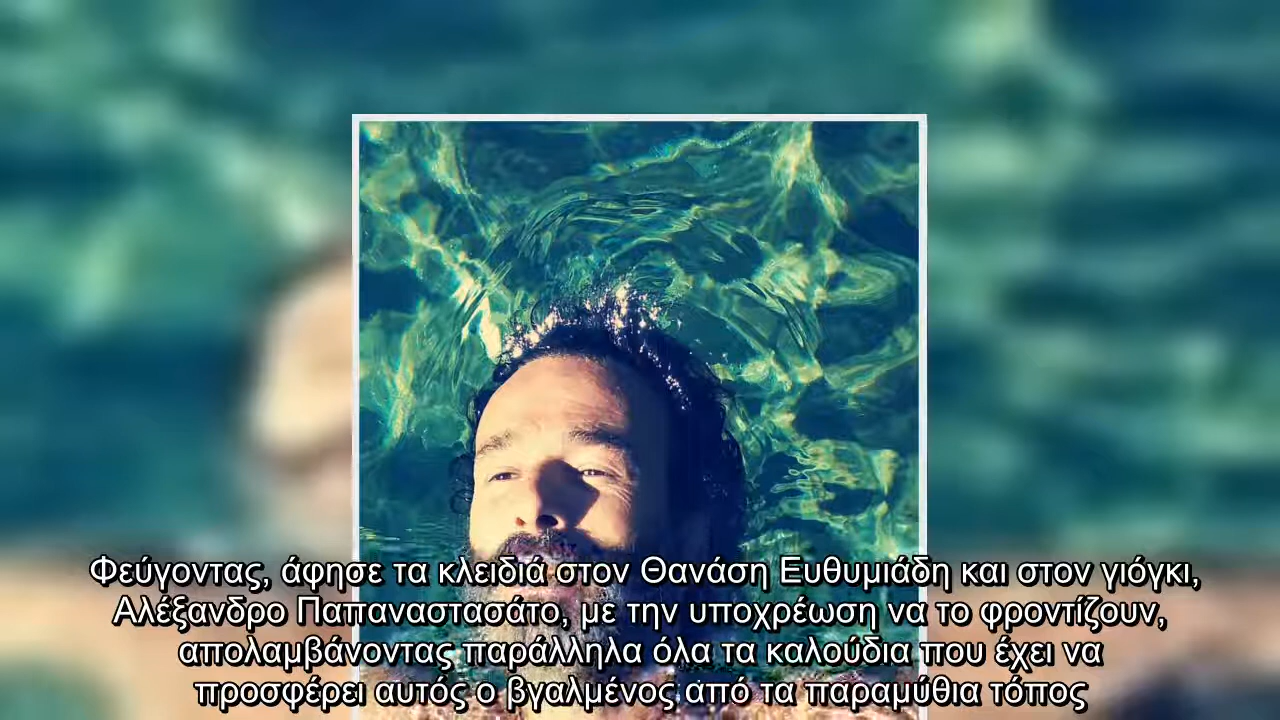 Φεύγοντας, άφησε τα κλειδιά στον Θανάση Ευθυμιάδη και στον γιόγκι,
Αλέξανδρο Παπαναστασάτο, με την υποχρέωση να το φροντίζουν,
απολαμβάνοντας παράλληλα όλα τα καλούδια που έχει να
προσφέρει αυτός ο βγαλμένος από τα παραμύθια τόπος